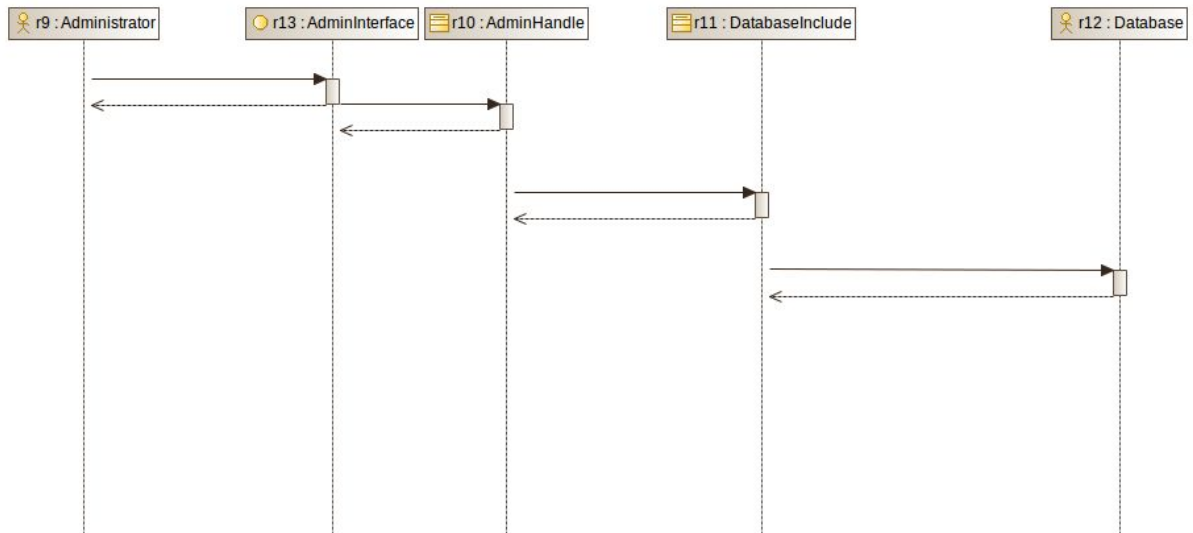 r9 : Administrator
r13 : AdminInterface
r10 : AdminHandle
r11 : DatabaseInclude
r12 : Database